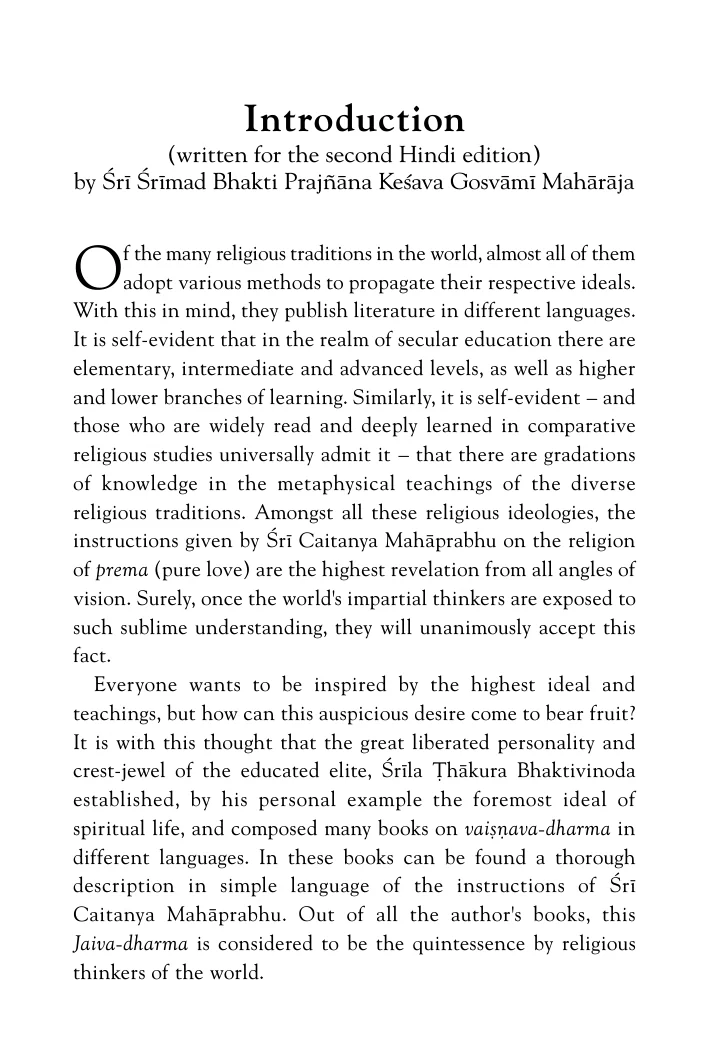 Introduction
(written for the second Hindi edition)
by Śrī Śrīmad Bhakti Prajñāna Keśava Gosvāmī Mahārāja
Of the many religious traditions in the world, almost all of them
adopt various methods to propagate their respective ideals.
With this in mind, they publish literature in different languages.
It is self-evident that in the realm of secular education there are
elementary, intermediate and advanced levels, as well as higher
and lower branches of learning. Similarly, it is self-evident – and
those who are widely read and deeply learned in comparative
religious studies universally admit it – that there are gradations
of knowledge in the metaphysical teachings of the diverse
religious traditions. Amongst all these religious ideologies, the
instructions given by Śrī Caitanya Mahāprabhu on the religion
of prema (pure love) are the highest revelation from all angles of
vision. Surely, once the world's impartial thinkers are exposed to
such sublime understanding, they will unanimously accept this
fact.
Everyone wants to be inspired by the highest ideal and
teachings, but how can this auspicious desire come to bear fruit?
It is with this thought that the great liberated personality and
crest-jewel of the educated elite, Śrīla Ṭhākura Bhaktivinoda
established, by his personal example the foremost ideal of
spiritual life, and composed many books on vaiṣṇava-dharma in
different languages. In these books can be found a thorough
description in simple language of the instructions of Śrī
Caitanya Mahāprabhu. Out of all the author's books, this
Jaiva-dharma is considered to be the quintessence by religious
thinkers of the world.